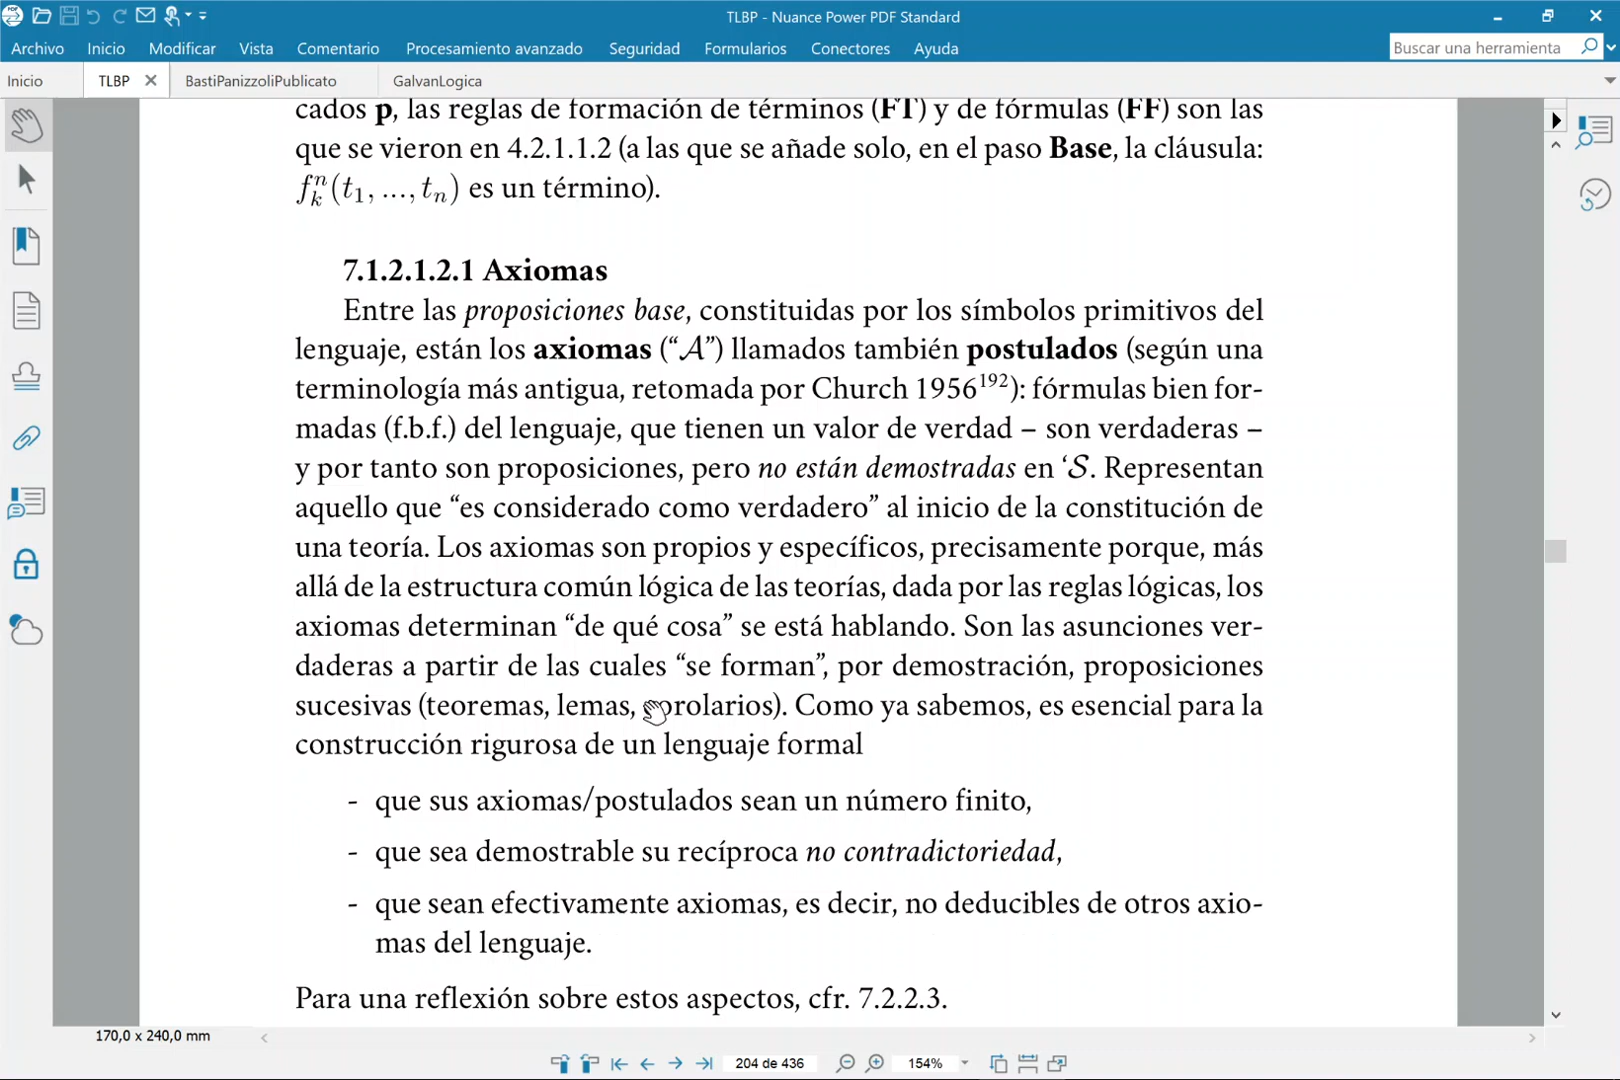 TLBP - Nuance Power PDF Standard
Archivo Inicio Modificar Vista Comentario Procesamiento avanzado Seguridad Formularios Conectores Ayuda
Buscar una herramienta
Inicio TLBP BastiPanizzoliPublicato GalvanLogica
cados p, las reglas de formación de términos (FT) y de fórmulas (FF) son las
que se vieron en 4.2.1.1.2 (a las que se añade solo, en el paso Base, la cláusula:
fⁿₖ(t₁, ..., tₙ) es un término).
7.1.2.1.2.1 Axiomas
Entre las proposiciones base, constituidas por los símbolos primitivos del
lenguaje, están los axiomas (“𝒜”) llamados también postulados (según una
terminología más antigua, retomada por Church 1956¹⁹²): fórmulas bien for-
madas (f.b.f.) del lenguaje, que tienen un valor de verdad – son verdaderas –
y por tanto son proposiciones, pero no están demostradas en ‘𝒮. Representan
aquello que “es considerado como verdadero” al inicio de la constitución de
una teoría. Los axiomas son propios y específicos, precisamente porque, más
allá de la estructura común lógica de las teorías, dada por las reglas lógicas, los
axiomas determinan “de qué cosa” se está hablando. Son las asunciones ver-
daderas a partir de las cuales “se forman”, por demostración, proposiciones
sucesivas (teoremas, lemas, corolarios). Como ya sabemos, es esencial para la
construcción rigurosa de un lenguaje formal
- que sus axiomas/postulados sean un número finito,
- que sea demostrable su recíproca no contradictoriedad,
- que sean efectivamente axiomas, es decir, no deducibles de otros axio-
mas del lenguaje.
Para una reflexión sobre estos aspectos, cfr. 7.2.2.3.
170,0 x 240,0 mm
204 de 436 154%